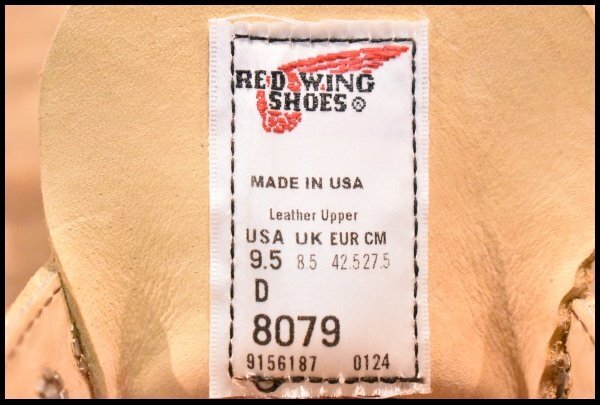 RED WING
SHOES®
MADE IN USA
Leather Upper
USA UK EUR CM
9.5 8.5 42.5 27.5
D
8079
9156187 0124